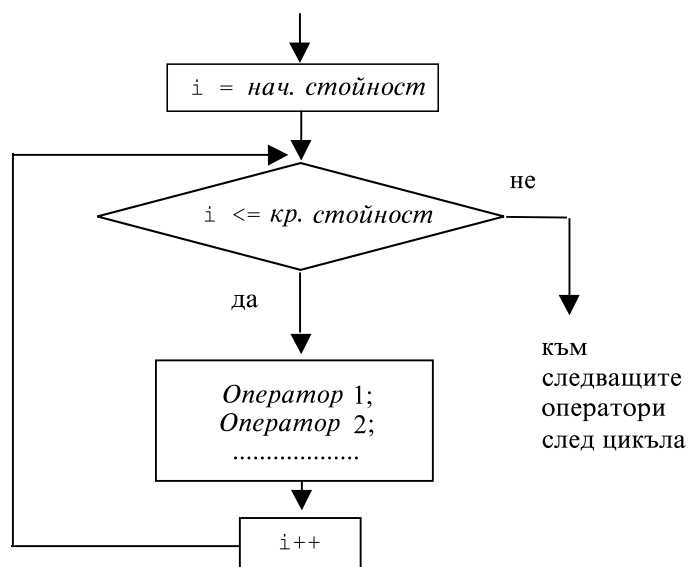 i = нач. стойност
не
i <= кр. стойност
да
към
следващите
оператори
след цикъла
Оператор 1;
Оператор 2;
...................
i++